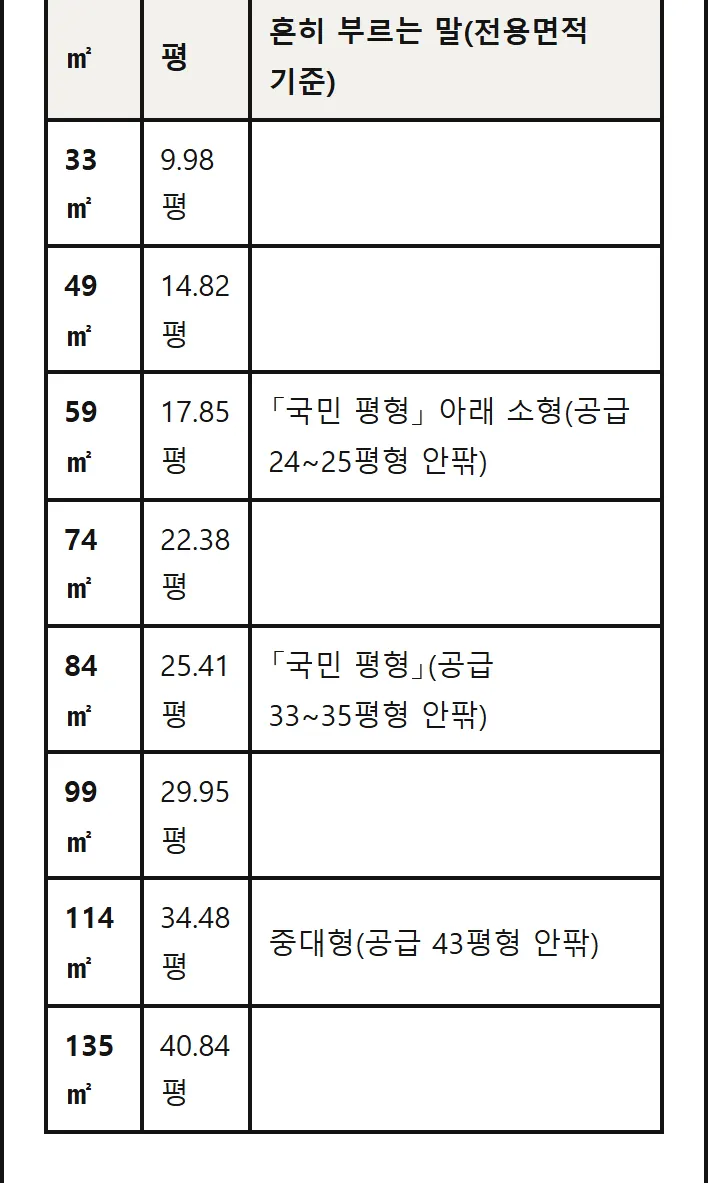 ㎡ 평 흔히 부르는 말(전용면적
기준)
33
㎡
9.98
평
49
㎡
14.82
평
59
㎡
17.85
평
「국민 평형」 아래 소형(공급
24~25평형 안팎)
74
㎡
22.38
평
84
㎡
25.41
평
「국민 평형」(공급
33~35평형 안팎)
99
㎡
29.95
평
114
㎡
34.48
평
중대형(공급 43평형 안팎)
135
㎡
40.84
평